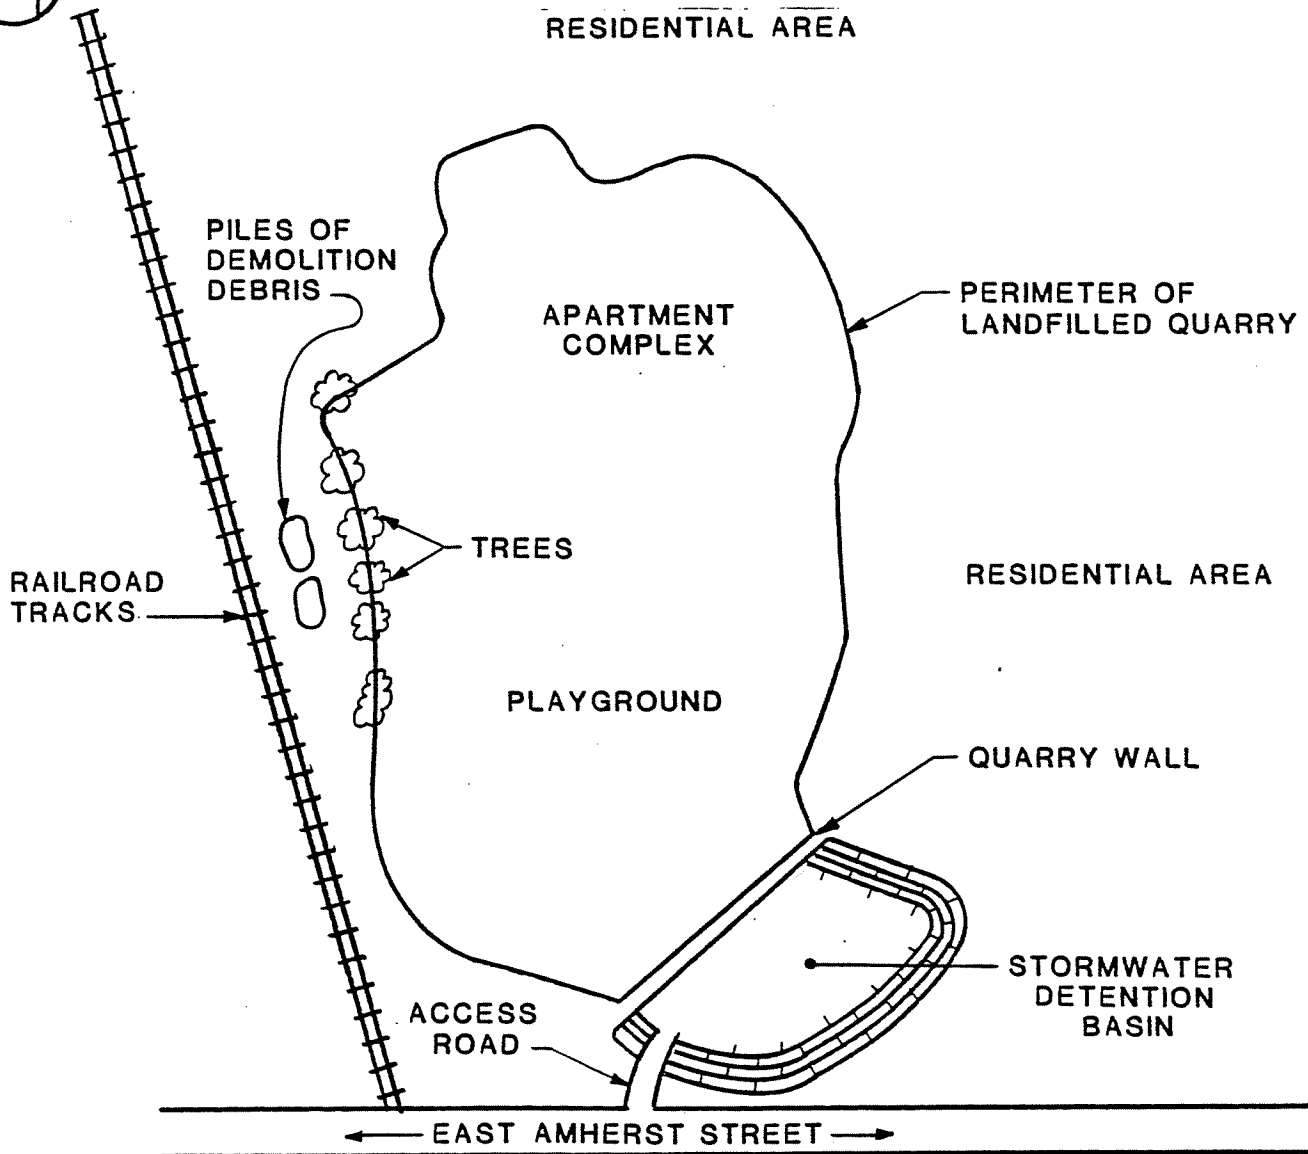 RESIDENTIAL AREA
PILES OF
DEMOLITION
DEBRIS
APARTMENT
COMPLEX
PERIMETER OF
LANDFILLED QUARRY
TREES
RAILROAD
TRACKS
RESIDENTIAL AREA
PLAYGROUND
QUARRY WALL
STORMWATER
DETENTION
BASIN
ACCESS
ROAD
EAST AMHERST STREET